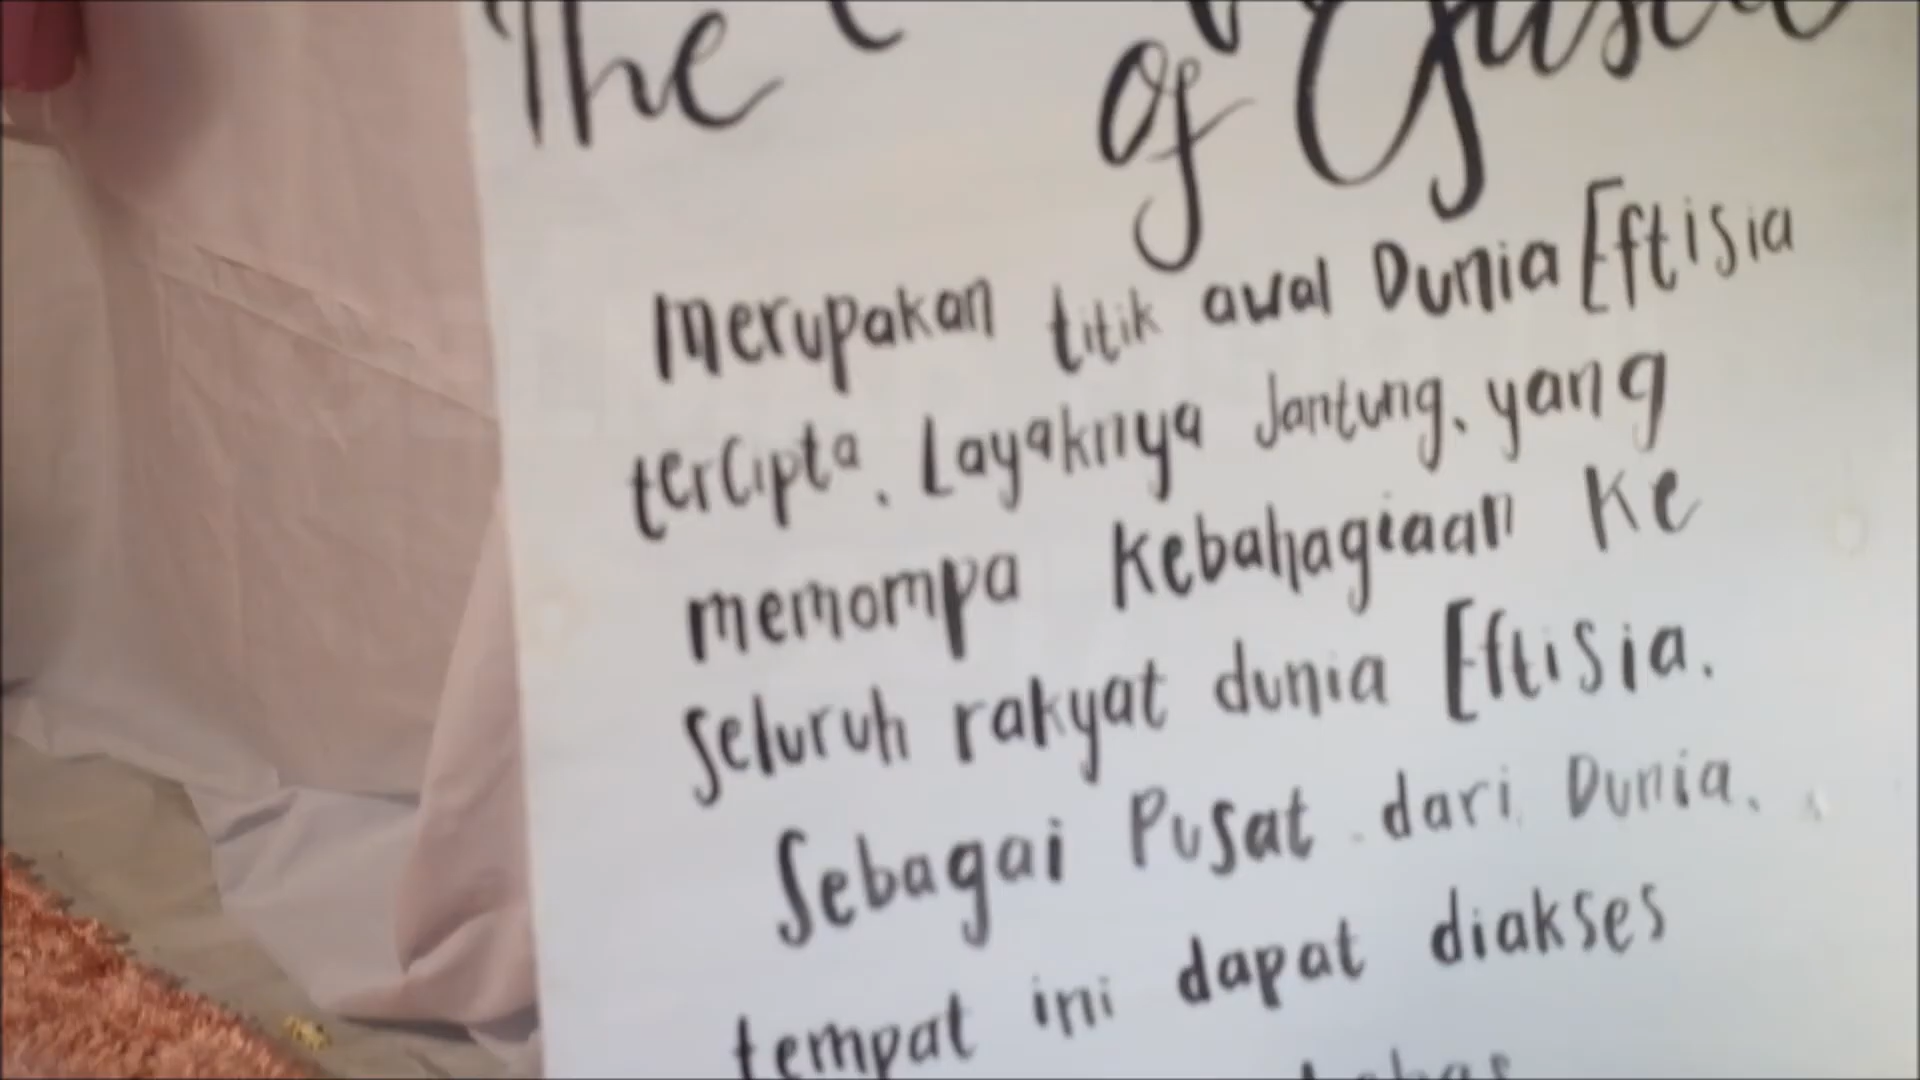 The
of
merupakan titik awal Dunia Eftisia
tercipta. Layaknya Jantung, yang
memompa kebahagiaan ke
seluruh rakyat dunia Eftisia.
Sebagai Pusat dari Dunia,
tempat ini dapat diakses